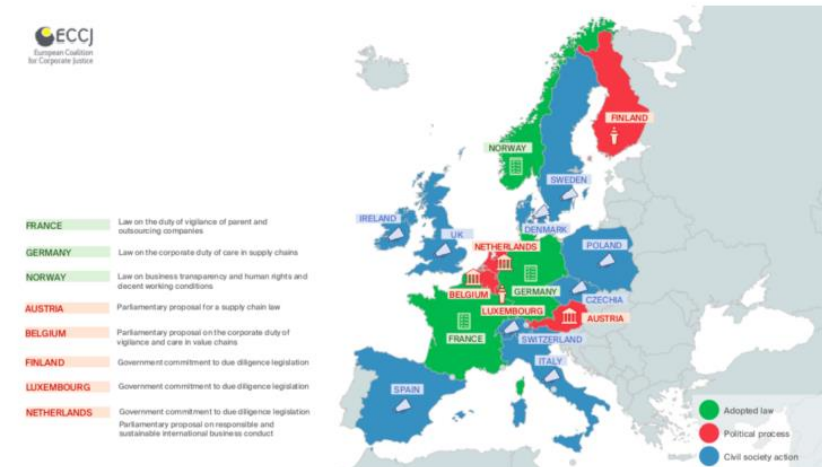 ECCJ
European Coalition
for Corporate Justice
FRANCE
Law on the duty of vigilance of parent and
outsourcing companies
GERMANY
Law on the corporate duty of care in supply chains
NORWAY
Law on business transparency and human rights and
decent working conditions
AUSTRIA
Parliamentary proposal for a supply chain law
BELGIUM
Parliamentary proposal on the corporate duty of
vigilance and care in value chains
FINLAND
Government commitment to due diligence legislation
LUXEMBOURG
Government commitment to due diligence legislation
NETHERLANDS
Government commitment to due diligence legislation
Parliamentary proposal on responsible and
sustainable international business conduct
FINLAND
NORWAY
SWEDEN
IRELAND
UK
DENMARK
NETHERLANDS
POLAND
BELGIUM
GERMANY
CZECHIA
LUXEMBOURG
AUSTRIA
FRANCE
SWITZERLAND
ITALY
SPAIN
Adopted law
Political process
Civil society action